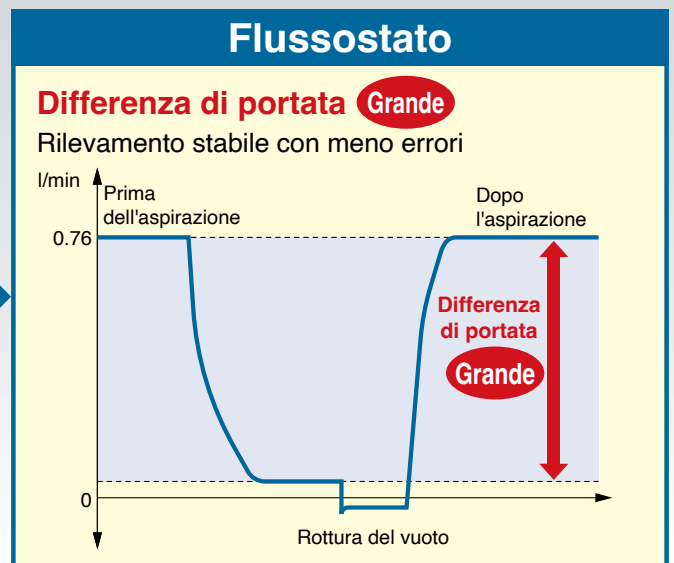 Flussostato
Differenza di portata Grande
Rilevamento stabile con meno errori
l/min
Prima
dell'aspirazione
Dopo
l'aspirazione
0.76
Differenza
di portata
Grande
0
Rottura del vuoto